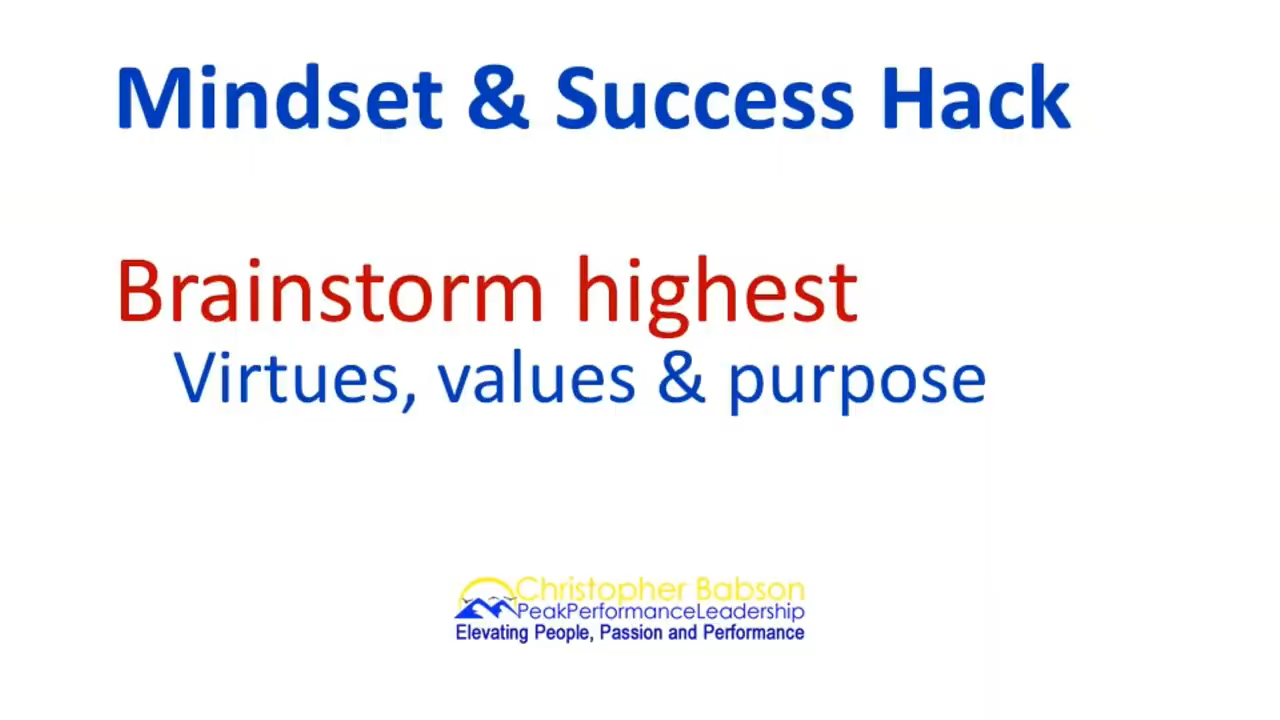 Mindset & Success Hack
Brainstorm highest
Virtues, values & purpose
Christopher Babson
PeakPerformanceLeadership
Elevating People, Passion and Performance